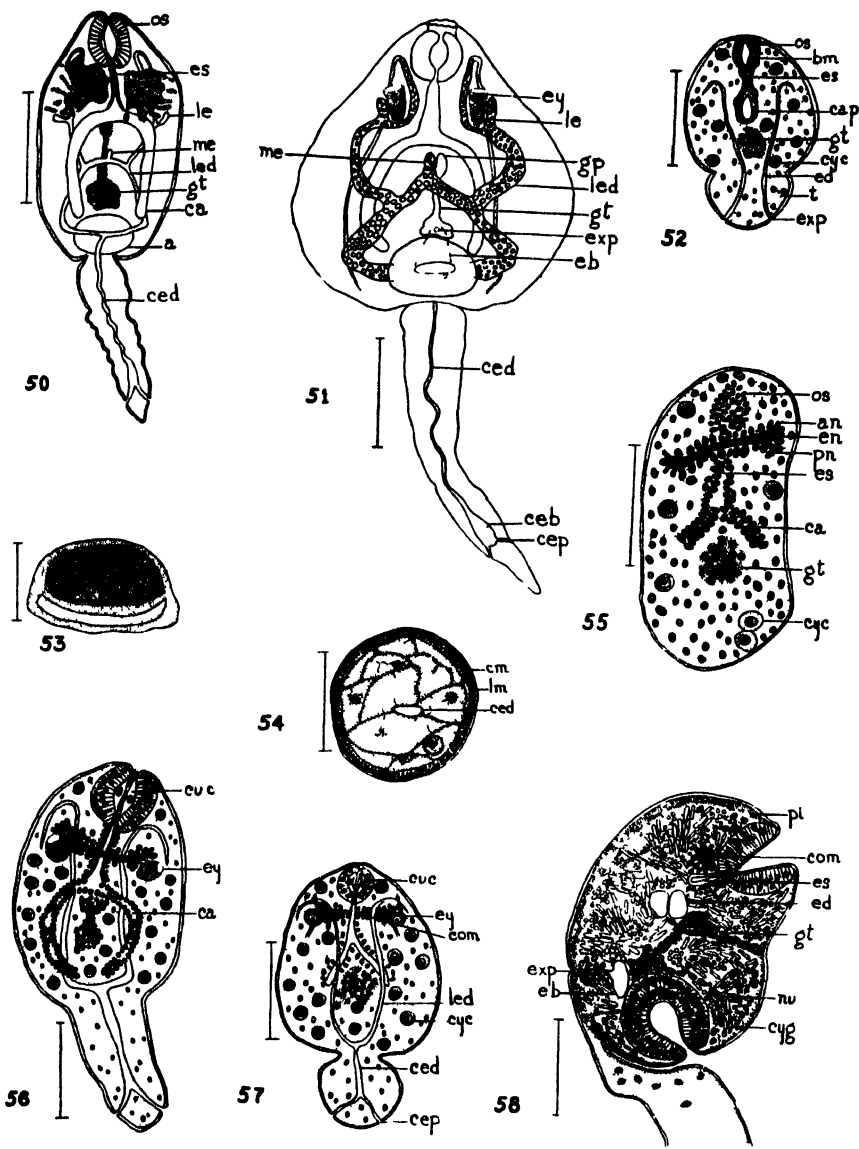 os
es
le
me
led
gt
ca
a
ced
50
ey
le
me
gp
led
gt
exp
eb
ced
ceb
cep
51
os
bm
es
cap
gt
cyc
ed
t
exp
52
53
cm
lm
ced
54
os
an
en
pn
es
ca
gt
cyc
55
cuc
ey
ca
56
cuc
ey
com
led
cyc
ced
cep
57
pi
com
es
ed
gt
exp
eb
nu
cyg
58